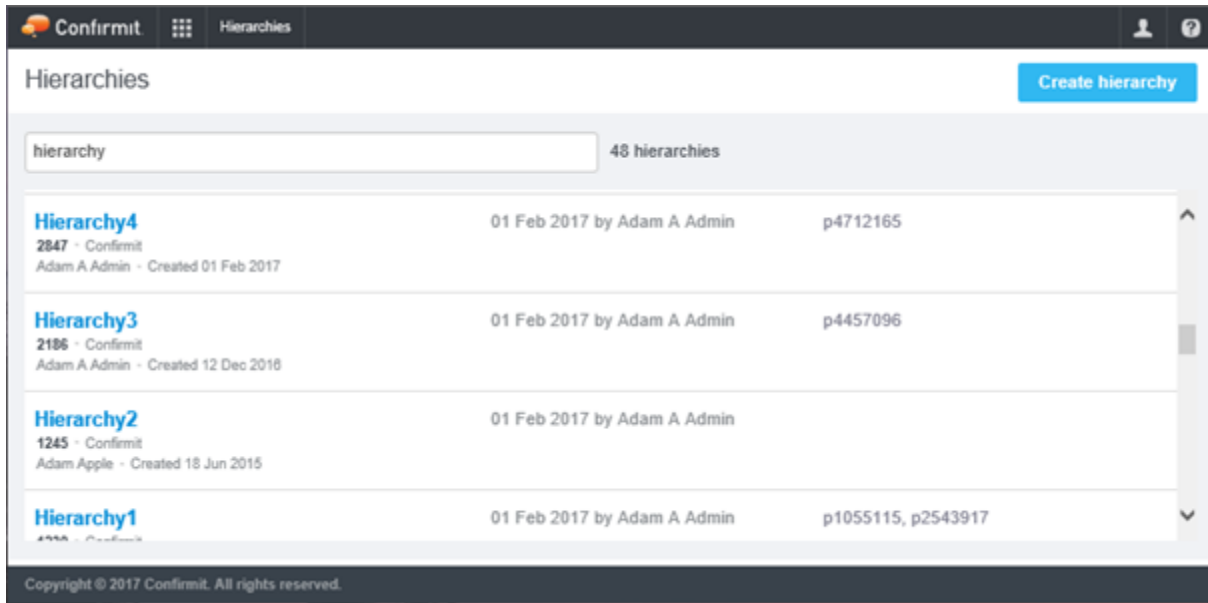 Confirmit. Hierarchies
Hierarchies
Create hierarchy
hierarchy 48 hierarchies
Hierarchy4 01 Feb 2017 by Adam A Admin p4712165
2847 - Confirmit
Adam A Admin - Created 01 Feb 2017
Hierarchy3 01 Feb 2017 by Adam A Admin p4457096
2186 - Confirmit
Adam A Admin - Created 12 Dec 2016
Hierarchy2 01 Feb 2017 by Adam A Admin
1245 - Confirmit
Adam Apple - Created 18 Jun 2015
Hierarchy1 01 Feb 2017 by Adam A Admin p1055115, p2543917
Copyright © 2017 Confirmit. All rights reserved.